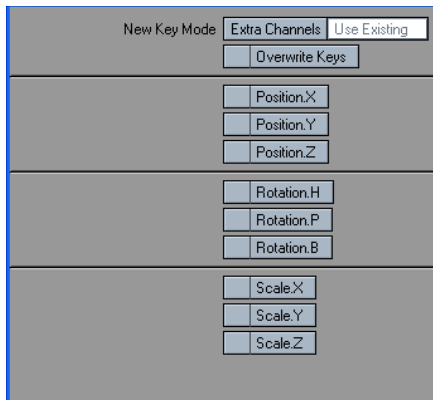 New Key Mode Extra Channels Use Existing
Overwrite Keys
Position.X
Position.Y
Position.Z
Rotation.H
Rotation.P
Rotation.B
Scale.X
Scale.Y
Scale.Z